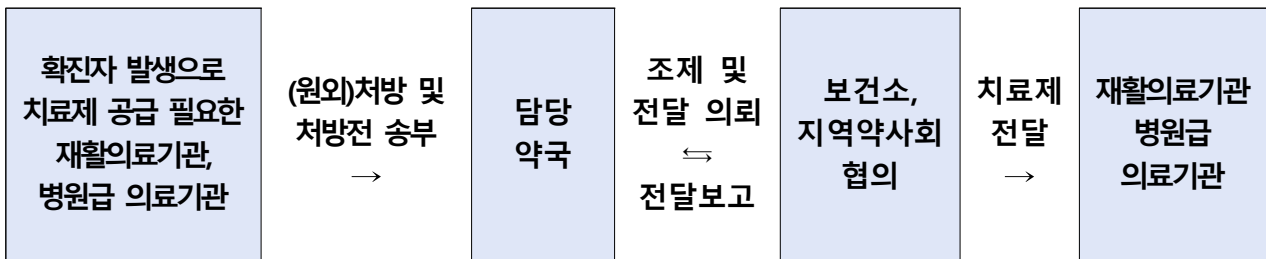 확진자 발생으로
치료제 공급 필요한
재활의료기관,
병원급 의료기관
(원외)처방 및
처방전 송부
→
담당
약국
조제 및
전달 의뢰
⇆
전달보고
보건소,
지역약사회
협의
치료제
전달
→
재활의료기관
병원급
의료기관